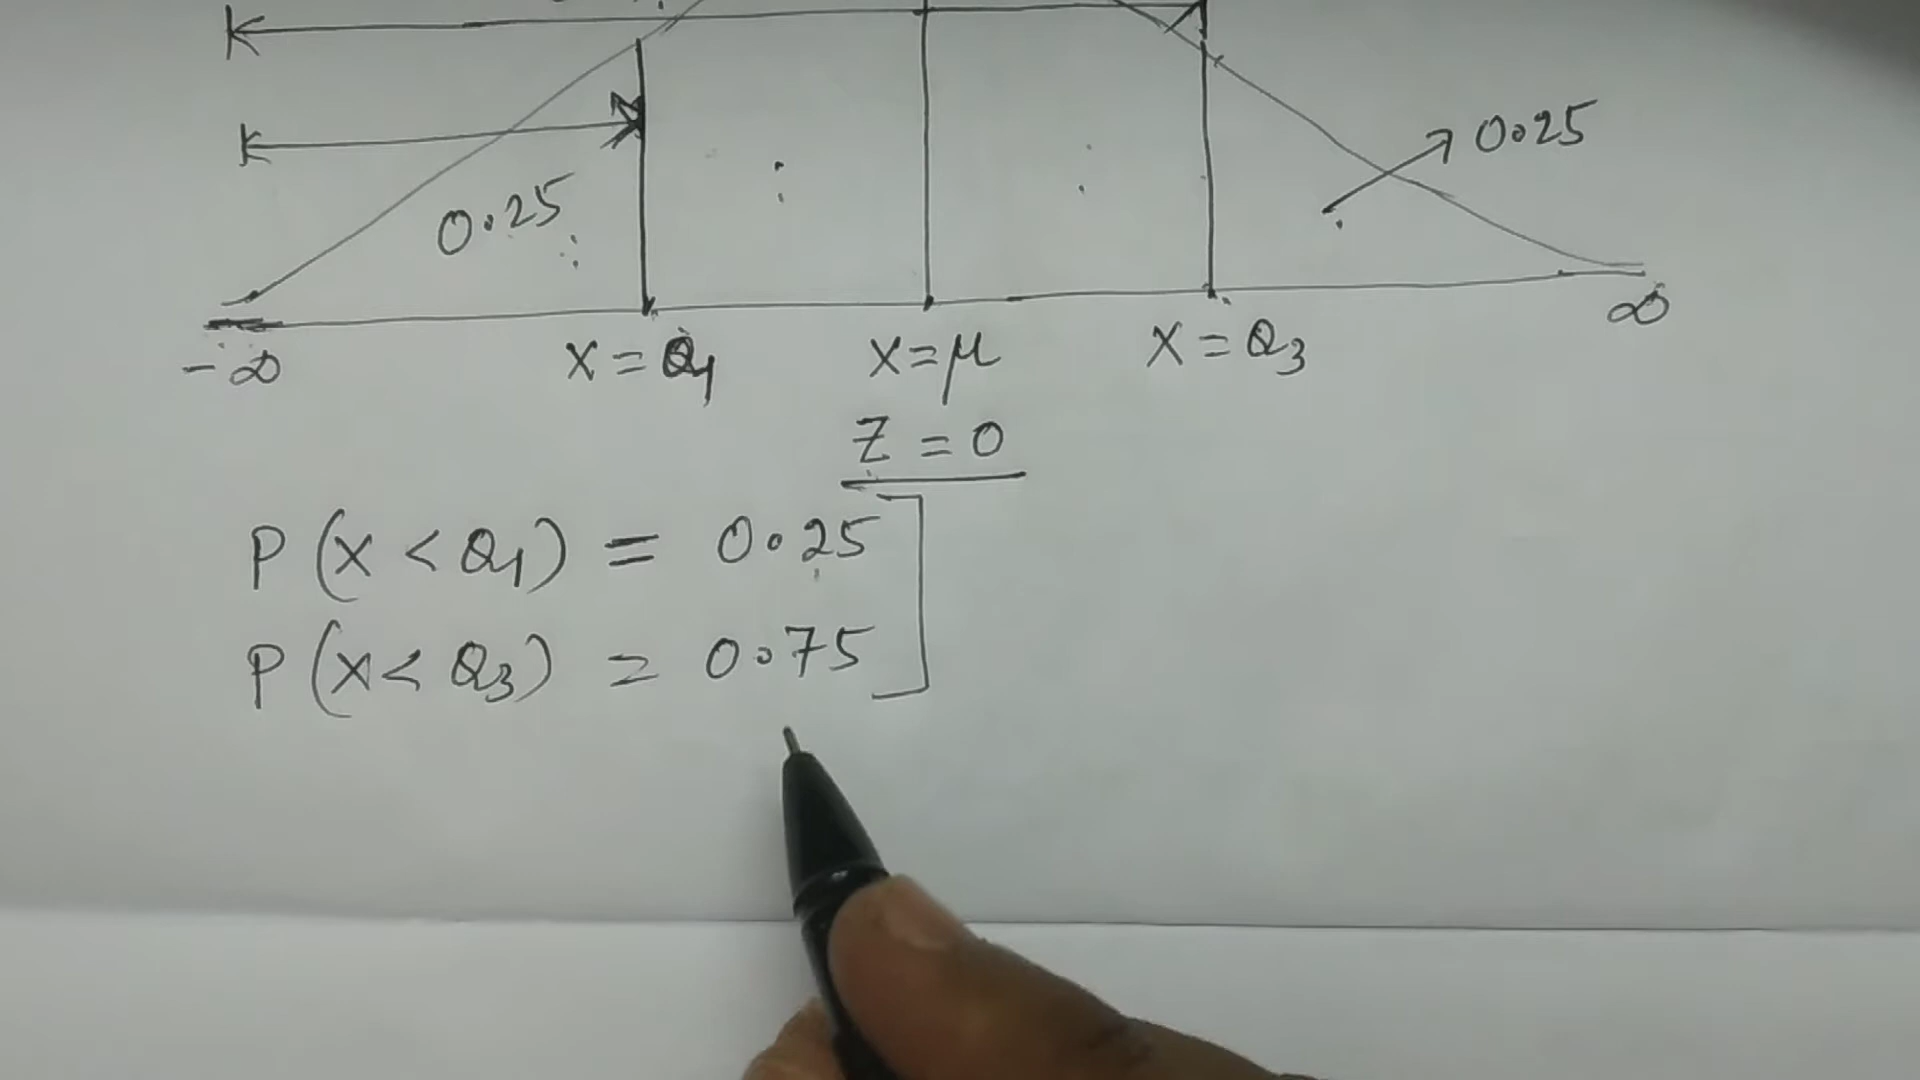 0.25
0.25
-∞
∞
X = Q1
X = μ
X = Q3
Z = 0
P (X < Q1) = 0.25
P (X < Q3) = 0.75